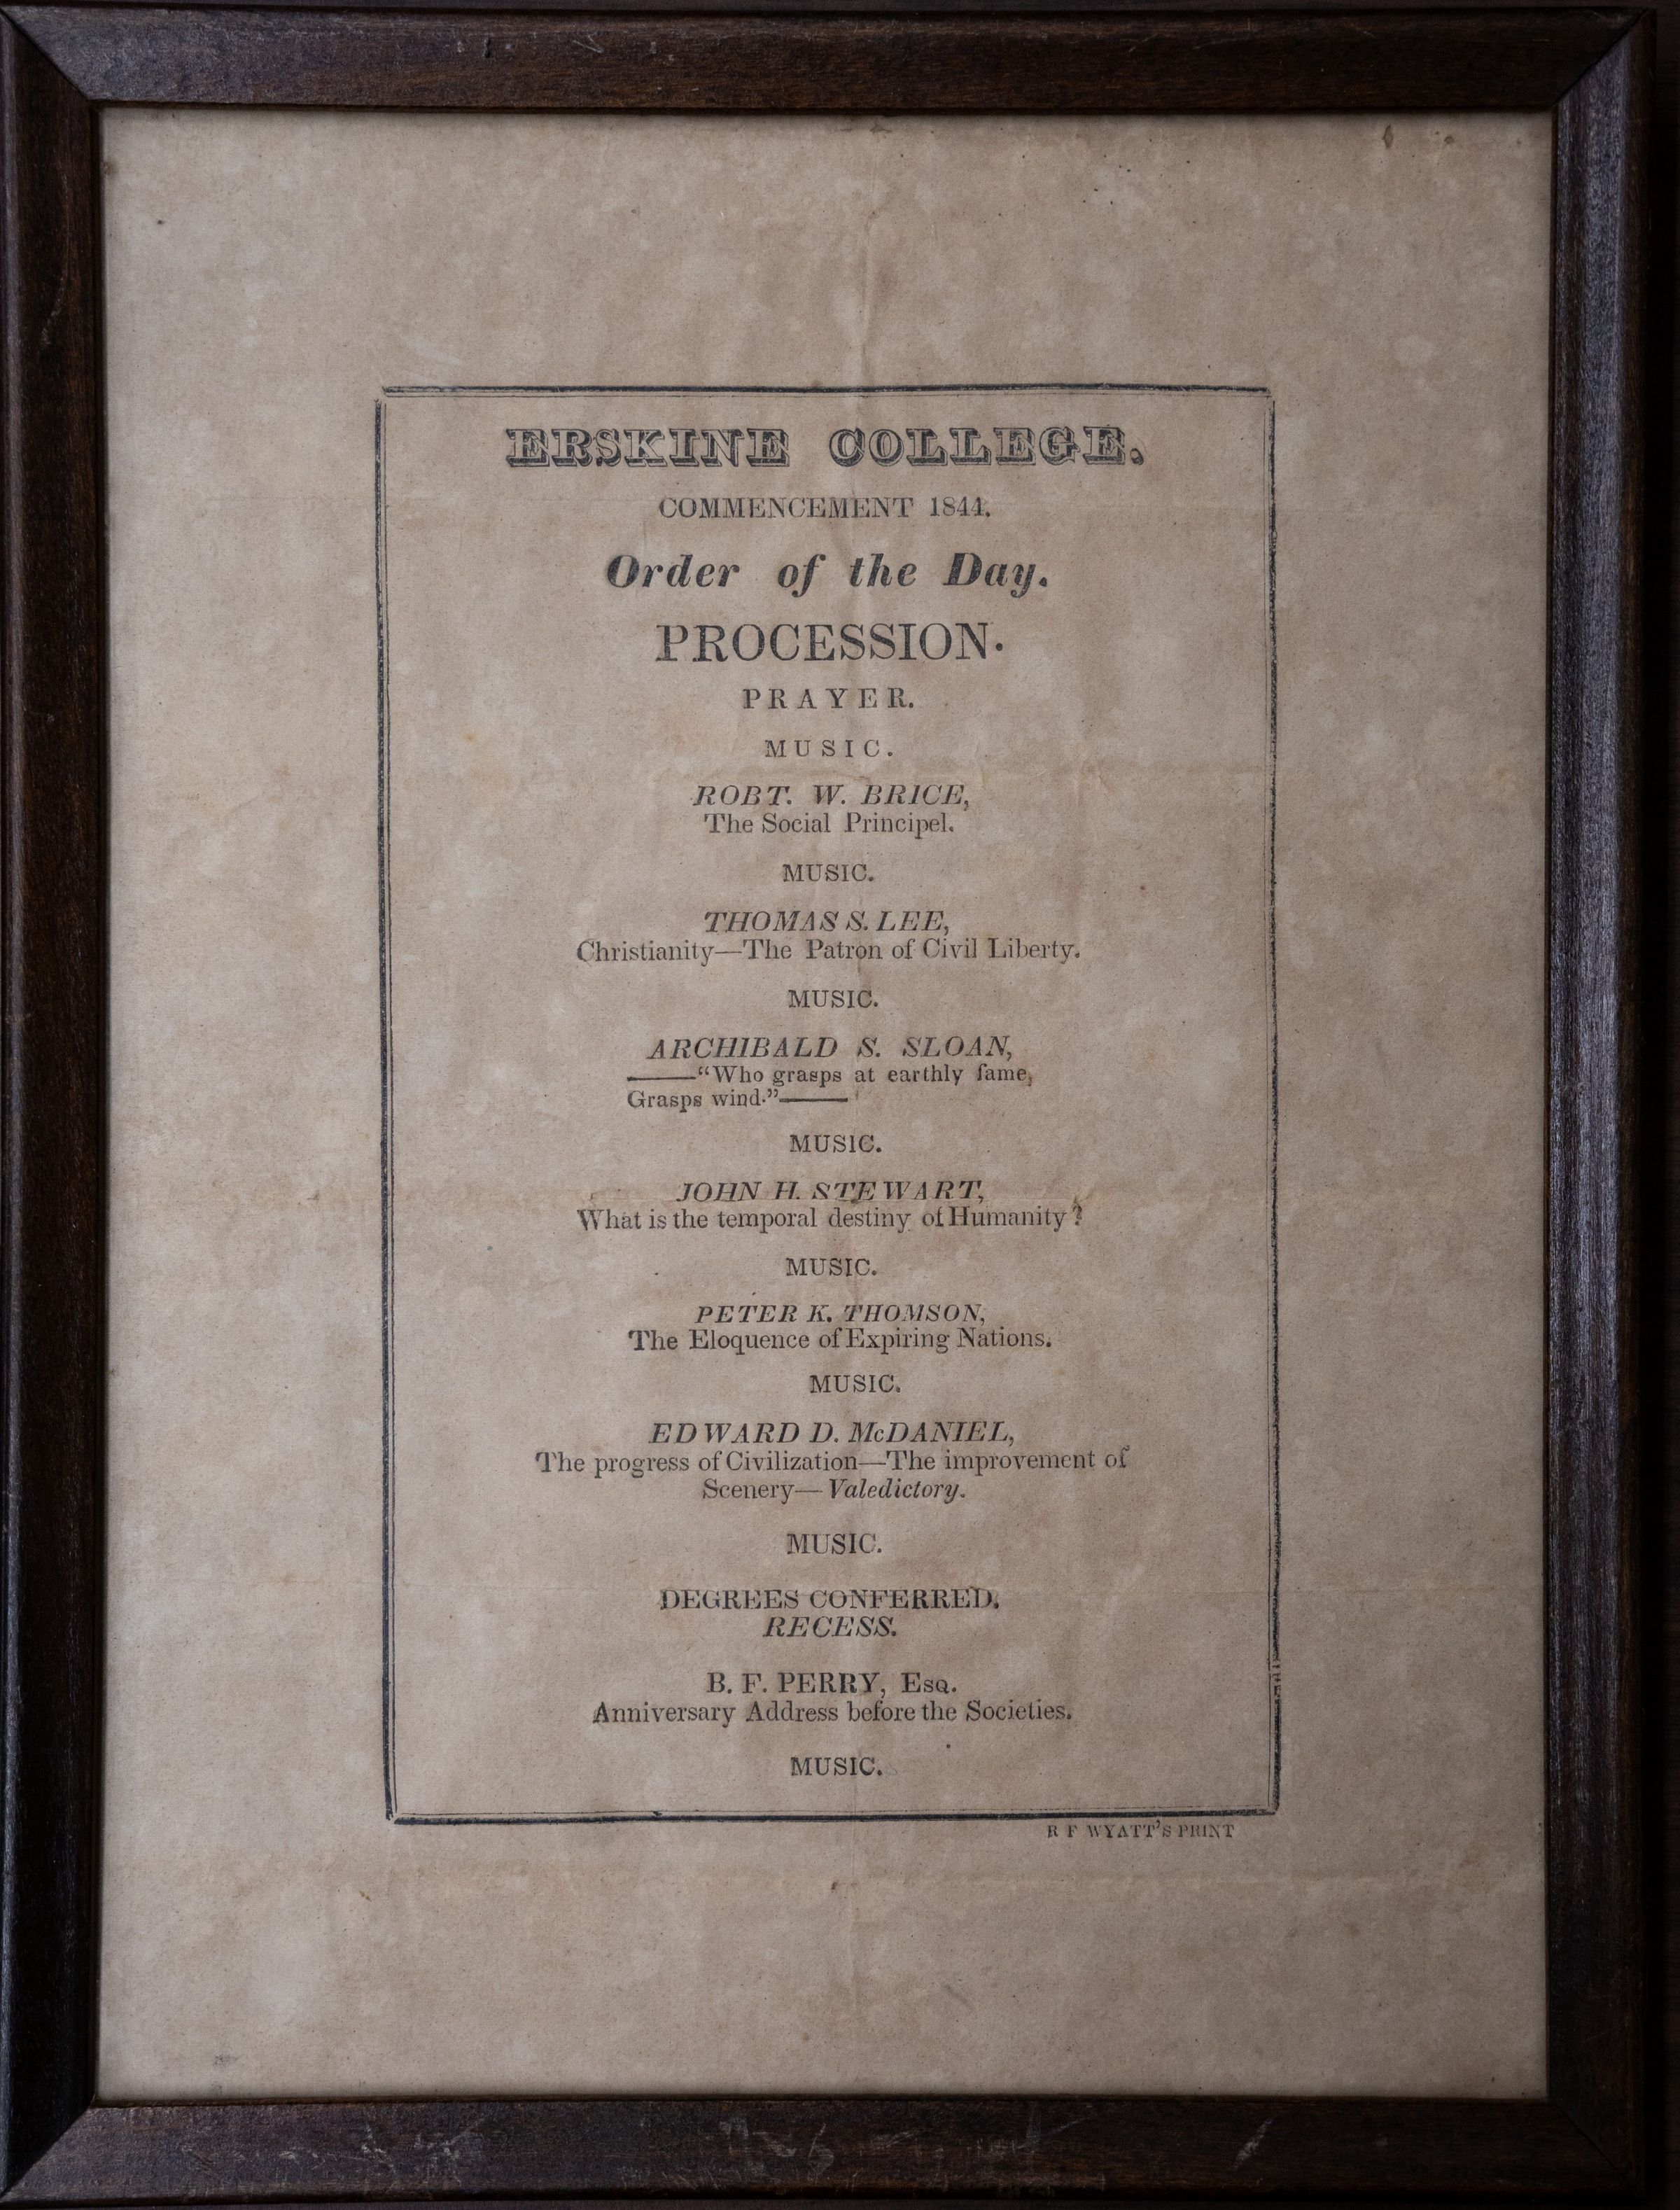 ERSKINE COLLEGE.
COMMENCEMENT 1844.
Order of the Day.
PROCESSION.
PRAYER.
MUSIC.
ROBT. W. BRICE,
The Social Principel.
MUSIC.
THOMAS S. LEE,
Christianity—The Patron of Civil Liberty.
MUSIC.
ARCHIBALD S. SLOAN,
——“Who grasps at earthly fame,
Grasps wind.”——
MUSIC.
JOHN H. STEWART,
What is the temporal destiny of Humanity?
MUSIC.
PETER K. THOMSON,
The Eloquence of Expiring Nations.
MUSIC.
EDWARD D. McDANIEL,
The progress of Civilization—The improvement of
Scenery—Valedictory.
MUSIC.
DEGREES CONFERRED.
RECESS.
B. F. PERRY, Esq.
Anniversary Address before the Societies.
MUSIC.
R F WYATT'S PRINT